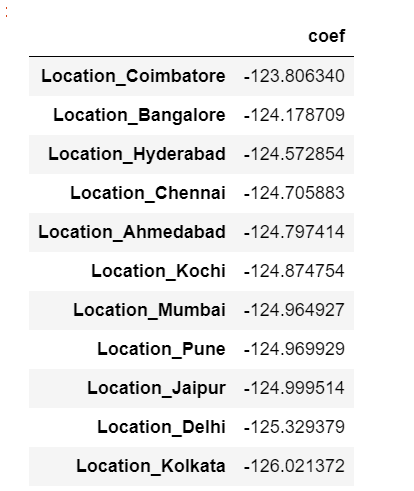 coef
Location_Coimbatore -123.806340
Location_Bangalore -124.178709
Location_Hyderabad -124.572854
Location_Chennai -124.705883
Location_Ahmedabad -124.797414
Location_Kochi -124.874754
Location_Mumbai -124.964927
Location_Pune -124.969929
Location_Jaipur -124.999514
Location_Delhi -125.329379
Location_Kolkata -126.021372